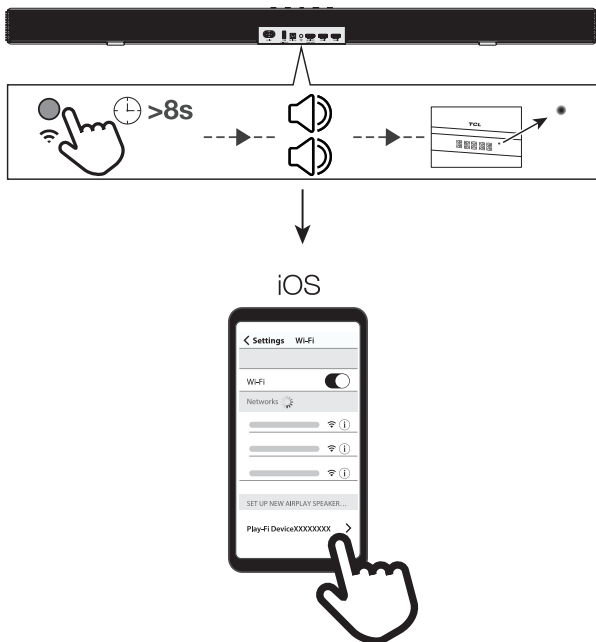 >8s
TCL
iOS
Settings Wi-Fi
Wi-Fi
Networks
SET UP NEW AIRPLAY SPEAKER...
Play-Fi DeviceXXXXXXXX